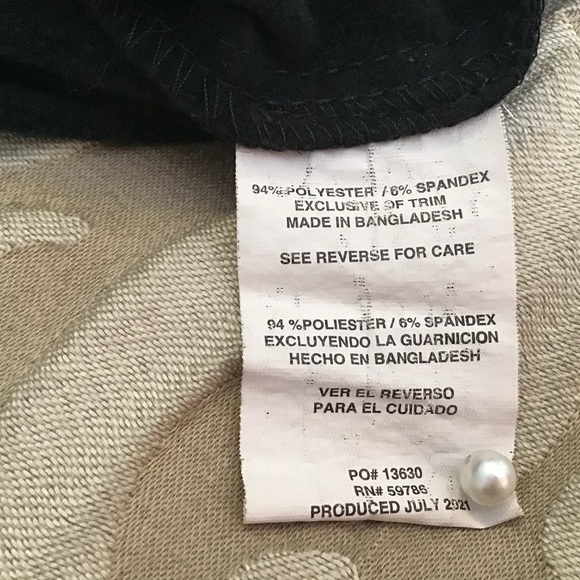 94% POLYESTER / 6% SPANDEX
EXCLUSIVE OF TRIM
MADE IN BANGLADESH
SEE REVERSE FOR CARE
94 %POLIESTER / 6% SPANDEX
EXCLUYENDO LA GUARNICION
HECHO EN BANGLADESH
VER EL REVERSO
PARA EL CUIDADO
PO# 13630
RN# 59786
PRODUCED JULY 2021